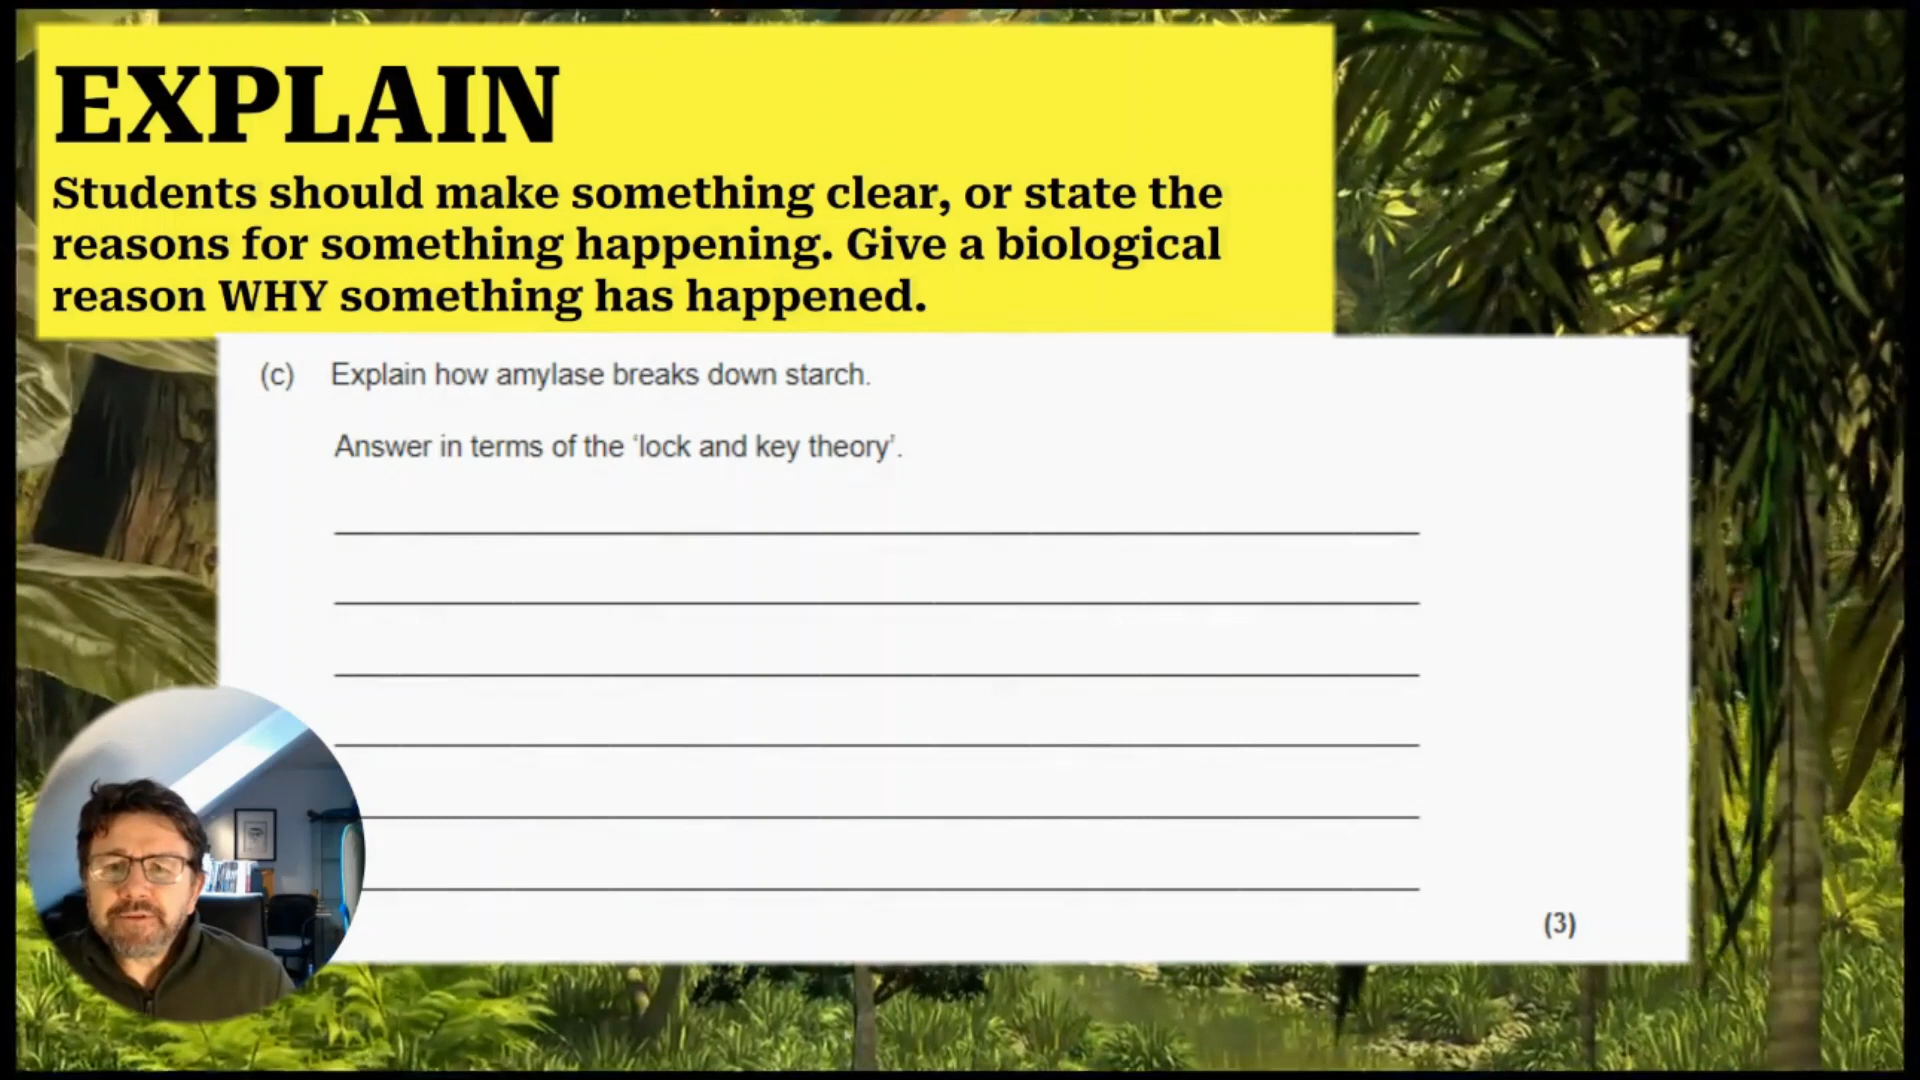 EXPLAIN
Students should make something clear, or state the
reasons for something happening. Give a biological
reason WHY something has happened.
(c) Explain how amylase breaks down starch.
Answer in terms of the ‘lock and key theory’.
(3)